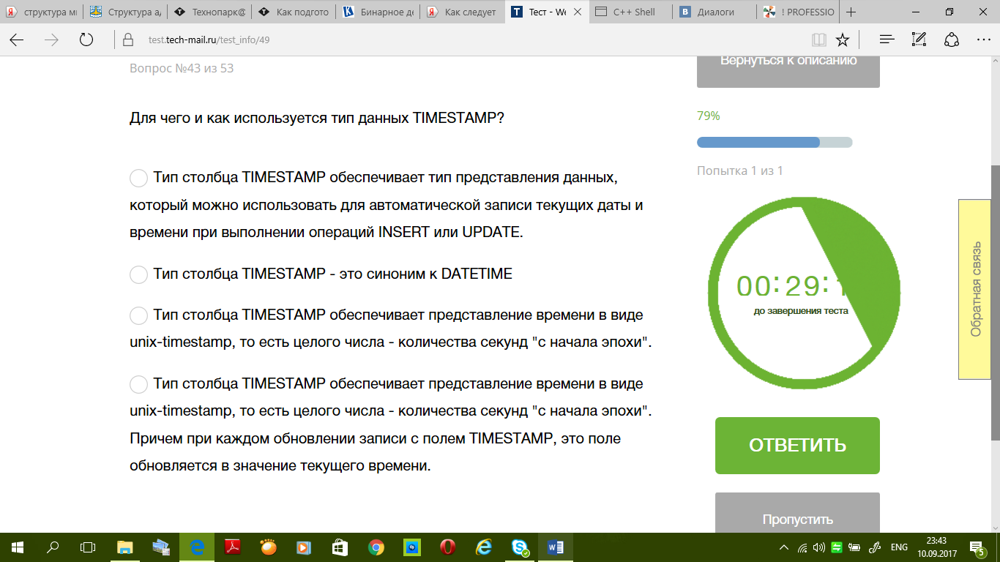 структура мн
Структура ад
Технопарк@
Как подгото
Бинарное де
Как следует
Тест - We
C++ Shell
Диалоги
! PROFESSIO
test.tech-mail.ru/test_info/49
Вопрос №43 из 53
Вернуться к описанию
Для чего и как используется тип данных TIMESTAMP?
79%
Попытка 1 из 1
Тип столбца TIMESTAMP обеспечивает тип представления данных,
который можно использовать для автоматической записи текущих даты и
времени при выполнении операций INSERT или UPDATE.
Тип столбца TIMESTAMP - это синоним к DATETIME
Тип столбца TIMESTAMP обеспечивает представление времени в виде
unix-timestamp, то есть целого числа - количества секунд "с начала эпохи".
Тип столбца TIMESTAMP обеспечивает представление времени в виде
unix-timestamp, то есть целого числа - количества секунд "с начала эпохи".
Причем при каждом обновлении записи с полем TIMESTAMP, это поле
обновляется в значение текущего времени.
00:29:
до завершения теста
Обратная связь
ОТВЕТИТЬ
Пропустить
ENG
23:43
10.09.2017
5